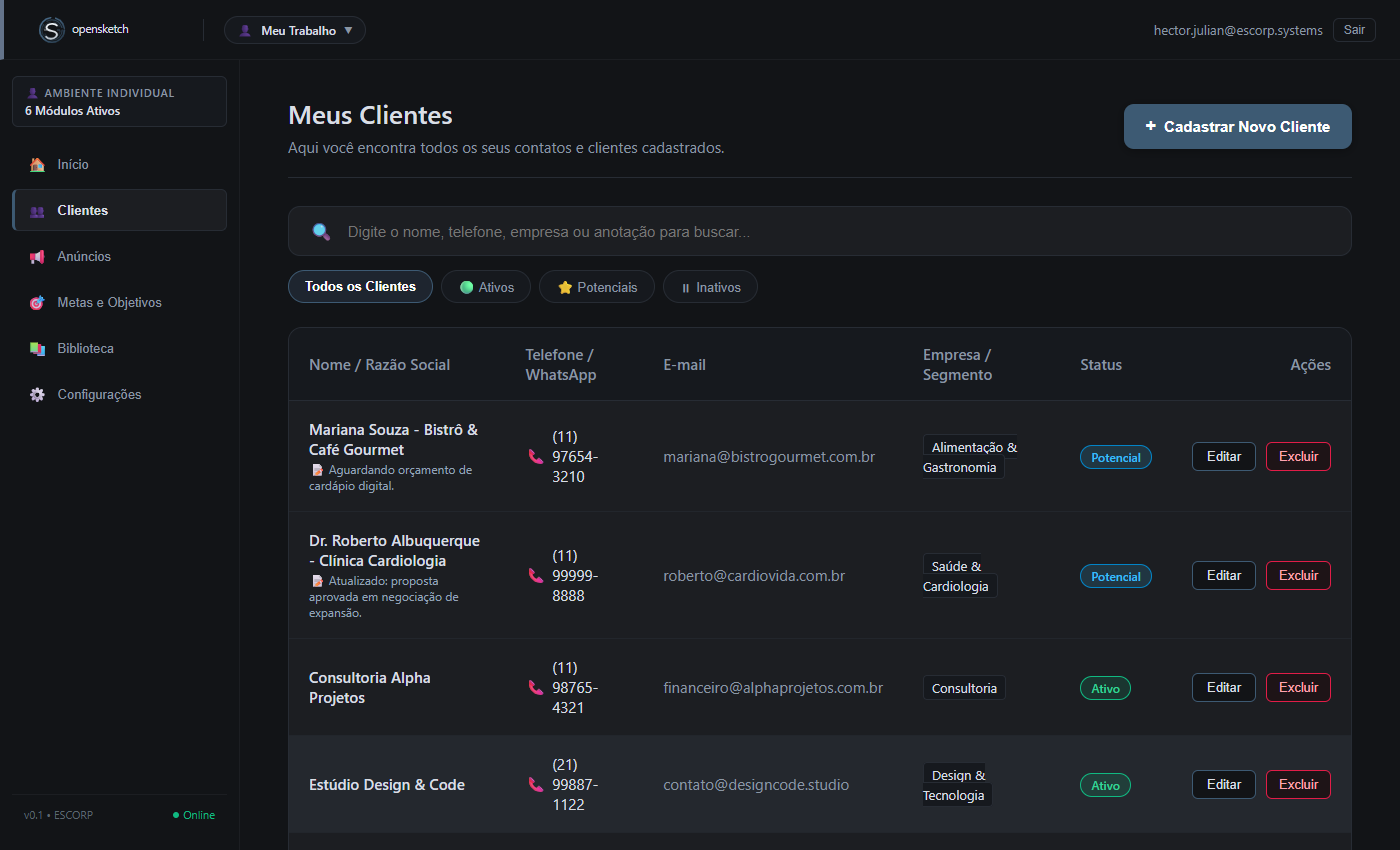 opensketch
Meu Trabalho ▼
hector.julian@escorp.systems
Sair
AMBIENTE INDIVIDUAL
6 Módulos Ativos
Início
Clientes
Anúncios
Metas e Objetivos
Biblioteca
Configurações
v0.1 • ESCORP
Online
Meus Clientes
Aqui você encontra todos os seus contatos e clientes cadastrados.
+ Cadastrar Novo Cliente
Digite o nome, telefone, empresa ou anotação para buscar...
Todos os Clientes
Ativos
Potenciais
Inativos
Nome / Razão Social
Telefone /
WhatsApp
E-mail
Empresa /
Segmento
Status
Ações
Mariana Souza - Bistrô &
Café Gourmet
Aguardando orçamento de
cardápio digital.
(11)
97654-
3210
mariana@bistrogourmet.com.br
Alimentação &
Gastronomia
Potencial
Editar
Excluir
Dr. Roberto Albuquerque
- Clínica Cardiologia
Atualizado: proposta
aprovada em negociação de
expansão.
(11)
99999-
8888
roberto@cardiovida.com.br
Saúde &
Cardiologia
Potencial
Editar
Excluir
Consultoria Alpha
Projetos
(11)
98765-
4321
financeiro@alphaprojetos.com.br
Consultoria
Ativo
Editar
Excluir
Estúdio Design & Code
(21)
99887-
1122
contato@designcode.studio
Design &
Tecnologia
Ativo
Editar
Excluir